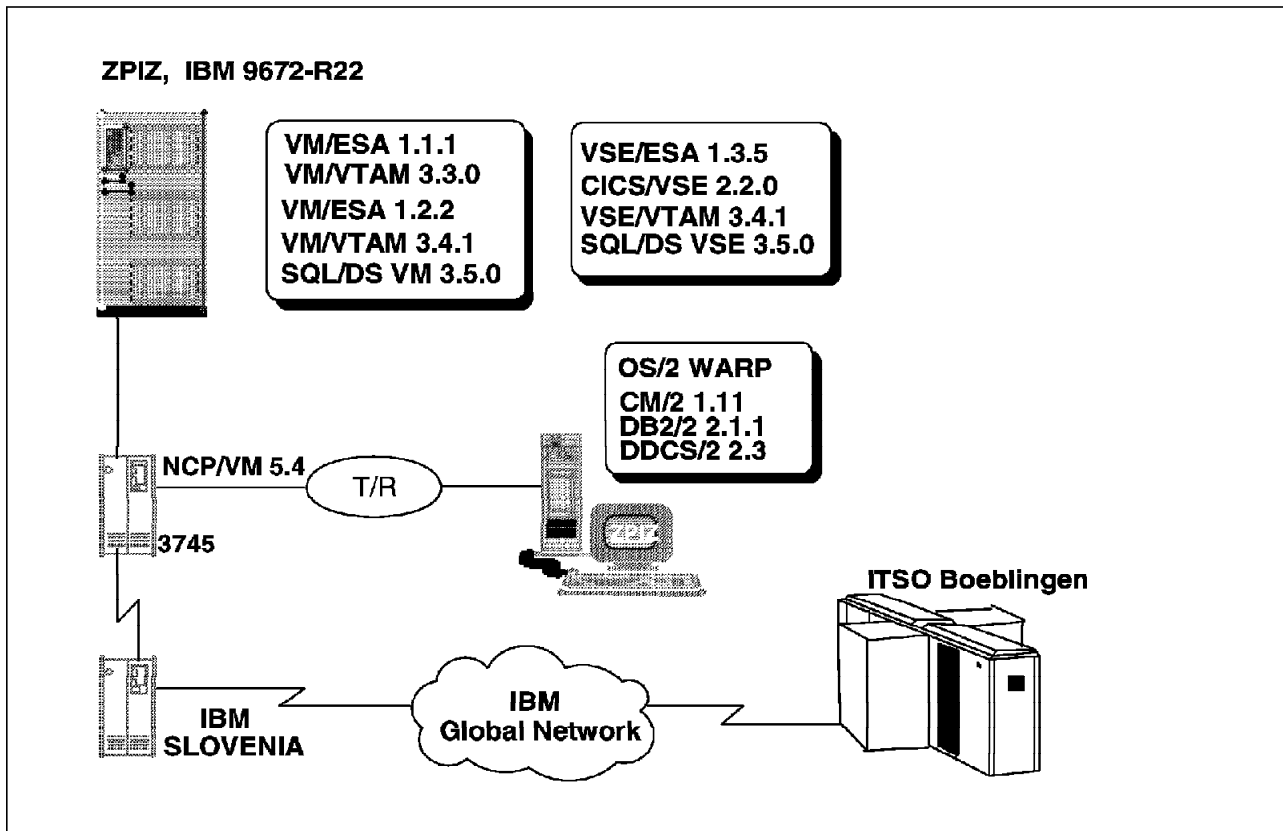 ZPIZ, IBM 9672-R22
VM/ESA 1.1.1
VM/VTAM 3.3.0
VM/ESA 1.2.2
VM/VTAM 3.4.1
SQL/DS VM 3.5.0
VSE/ESA 1.3.5
CICS/VSE 2.2.0
VSE/VTAM 3.4.1
SQL/DS VSE 3.5.0
OS/2 WARP
CM/2 1.11
DB2/2 2.1.1
DDCS/2 2.3
NCP/VM 5.4
T/R
ZPIZ
3745
ITSO Boeblingen
IBM
SLOVENIA
IBM
Global Network